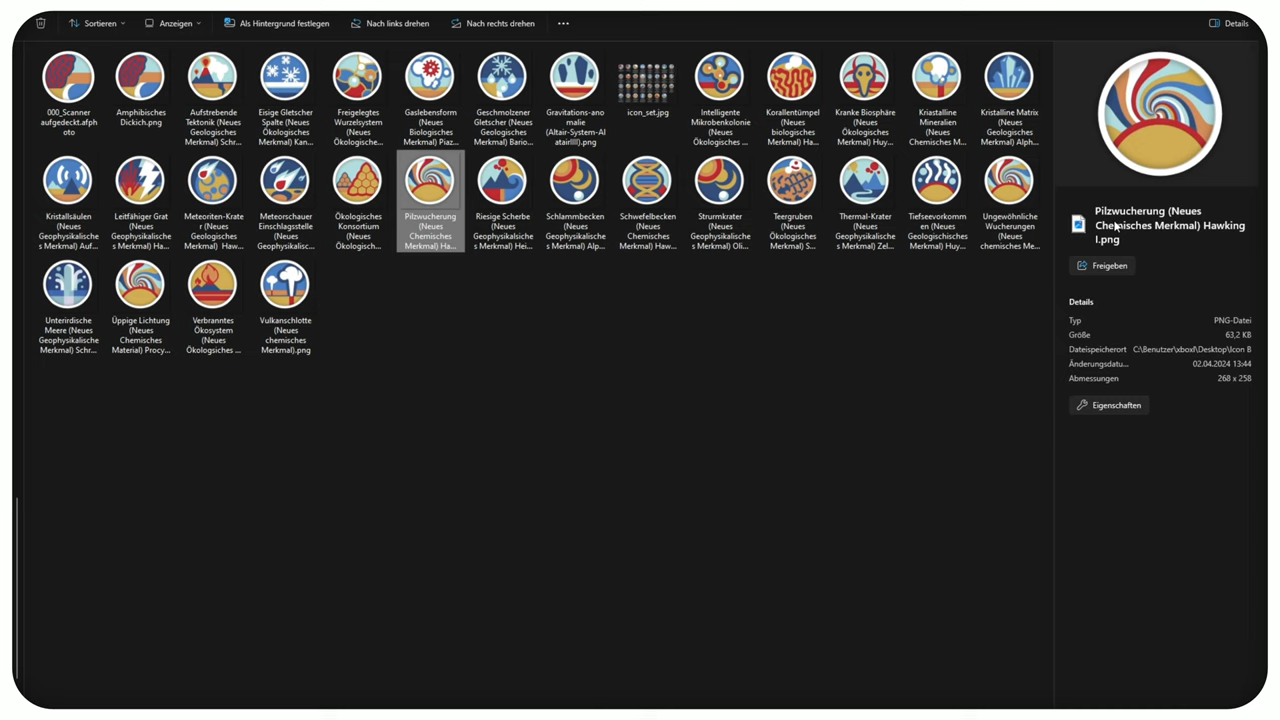 Sortieren
Anzeigen
Als Hintergrund festlegen
Nach links drehen
Nach rechts drehen
Details
000_Scanner
aufgedeckt.afph
oto
Amphibisches
Dickich.png
Aufstrebende
Tektonik (Neues
Geologisches
Merkmal) Schr...
Eisige Gletscher
Spalte (Neues
Ökologisches
Merkmal) Kan...
Freigelegtes
Wurzelsystem
(Neues
Ökologische...
Gaslebensform
(Neues
Biologisches
Merkmal) Piaz...
Geschmolzener
Gletscher (Neues
Geologisches
Merkmal) Bario...
Gravitations-ano
malie
(Altair-System-Al
atairIII).png
icon_set.jpg
Intelligente
Mikrobenkolonie
(Neues
Ökologisches ...
Korallentümpel
(Neues
biologisches
Merkmal) Ha...
Kranke Biosphäre
(Neues
Ökologisches
Merkmal) Huy...
Kriastalline
Mineralien
(Neues
Chemisches M...
Kristalline Matrix
(Neues
Geologisches
Merkmal) Alph...
Kristallsäulen
(Neues
Geophysikalische
s Merkmal) Auf...
Leitfähiger Grat
(Neues
Geophysikalische
s Merkmal) Ha...
Meteoriten-Krate
r (Neues
Geologisches
Merkmal) Haw...
Meteorschauer
Einschlagsstelle
(Neues
Geophysikalisc...
Ökologisches
Konsortium
(Neues
Ökologisch...
Pilzwucherung
(Neues
Chemisches
Merkmal) Ha...
Riesige Scherbe
(Neues
Geophysikalsiche
s Merkmal) Hei...
Schlammbecken
(Neues
Geophysikalische
s Merkmal) Alp...
Schwefelbecken
(Neues
Chemisches
Merkmal) Haw...
Strurmkrater
(Neues
Geophysikalische
s Merkmal) Oli...
Teergruben
(Neues
Ökologisches
Merkmal) S...
Thermal-Krater
(Neues
Geophysikalische
s Merkmal) Zel...
Tiefseevorkomm
en (Neues
Geologischisches
Merkmal) Huy...
Ungewöhnliche
Wucherungen
(Neues
chemisches Me...
Unterirdische
Meere (Neues
Geophysikalisches
Merkmal) Schr...
Üppige Lichtung
(Neues
Chemisches
Material) Procy...
Verbranntes
Ökosystem
(Neues
Ökologsiches ...
Vulkanschlotte
(Neues
chemisches
Merkmal).png
Pilzwucherung (Neues
Chemisches Merkmal) Hawking
I.png
Freigeben
Details
Typ PNG-Datei
Größe 63,2 KB
Dateispeicherort C:\Benutzer\xboxl\Desktop\Icon B
Änderungsdatu... 02.04.2024 13:44
Abmessungen 268 x 258
Eigenschaften